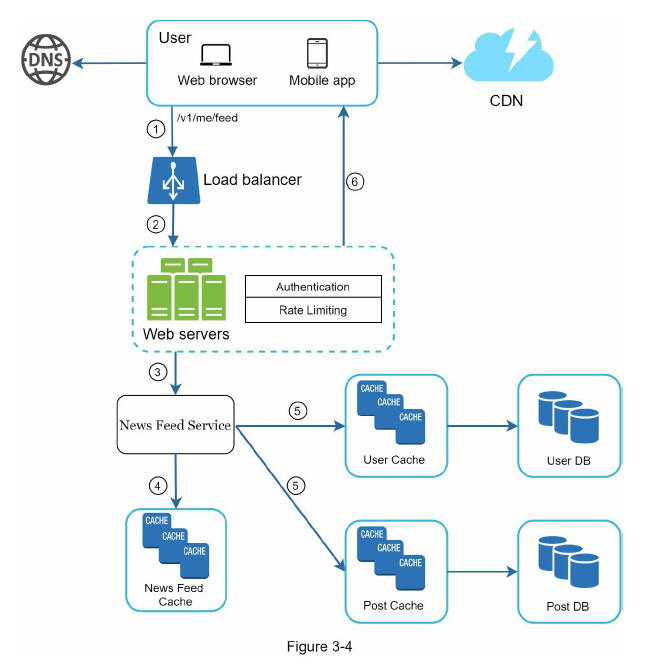 User
DNS
Web browser
Mobile app
CDN
1
/v1/me/feed
Load balancer
6
2
Authentication
Rate Limiting
Web servers
3
News Feed Service
5
CACHE
CACHE
CACHE
User Cache
User DB
4
5
CACHE
CACHE
CACHE
News Feed
Cache
CACHE
CACHE
CACHE
Post Cache
Post DB
Figure 3-4